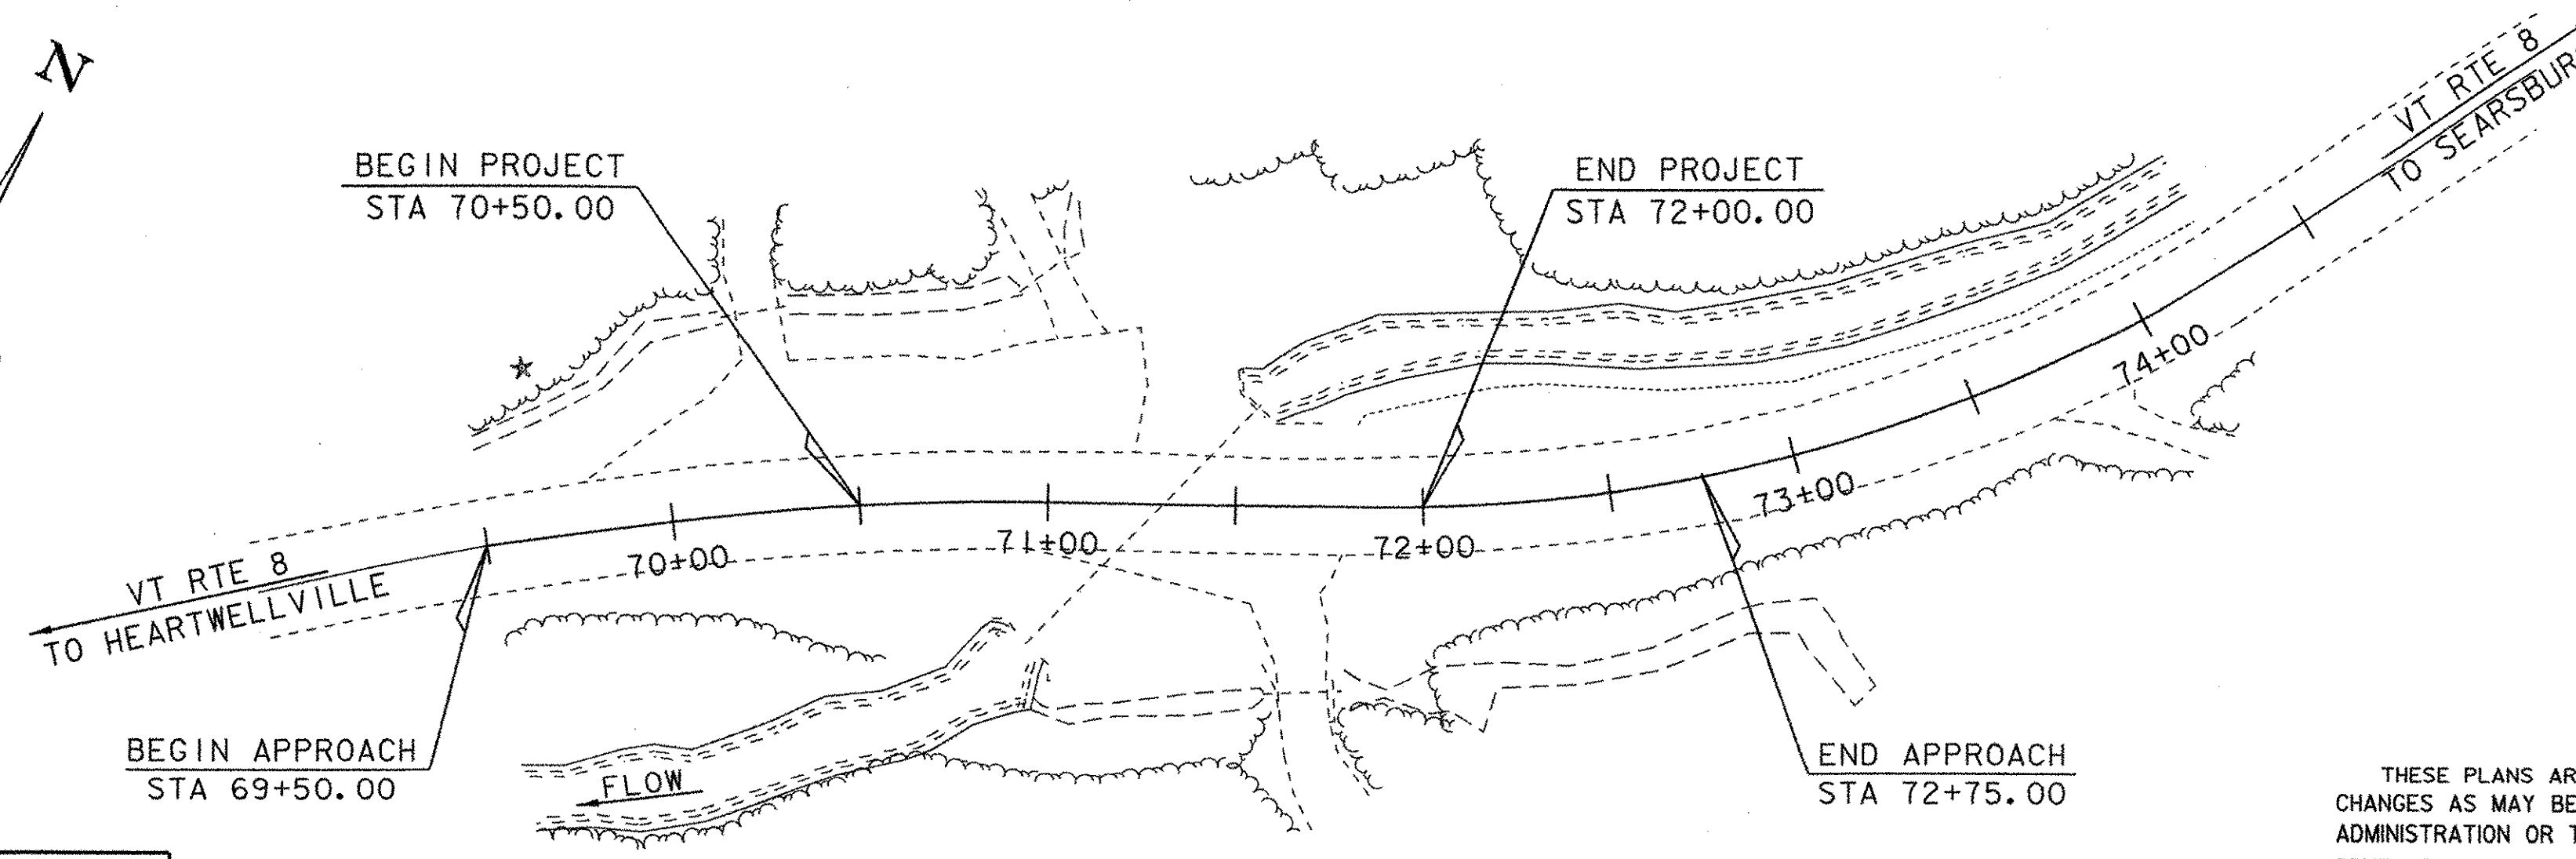 N
VT RTE 8
TO SEARSBUR
BEGIN PROJECT
STA 70+50.00
END PROJECT
STA 72+00.00
74+00
73+00
72+00
71+00
70+00
VT RTE 8
TO HEARTWELLVILLE
BEGIN APPROACH
STA 69+50.00
FLOW
END APPROACH
STA 72+75.00
THESE PLANS AR
CHANGES AS MAY BE
ADMINISTRATION OR T